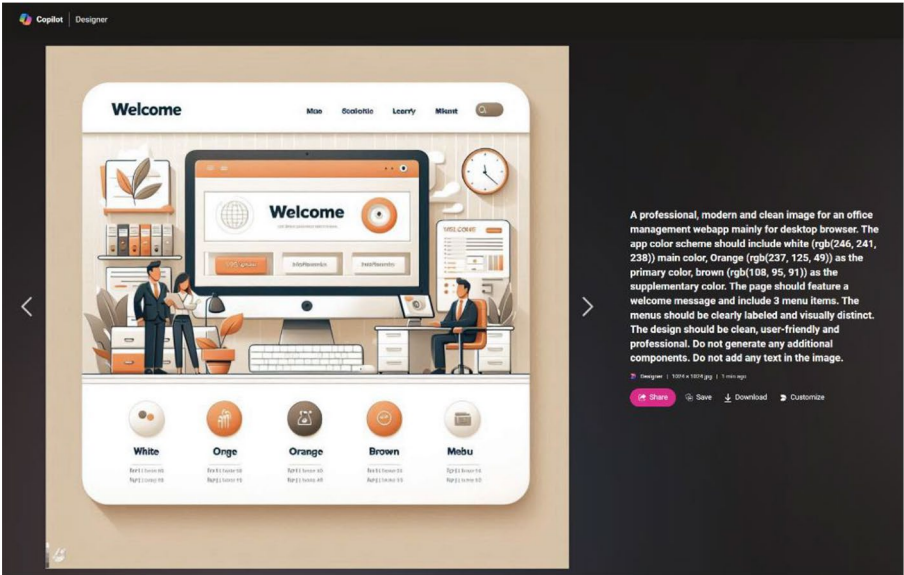 Copilot | Designer
Welcome
Mao Scolohle Learfy Mksmt
Welcome
WELCOME
White Onge Orange Brown Mebu
A professional, modern and clean image for an office
management webapp mainly for desktop browser. The
app color scheme should include white (rgb(246, 241,
238)) main color, Orange (rgb(237, 125, 49)) as the
primary color, brown (rgb(108, 95, 91)) as the
supplementary color. The page should feature a
welcome message and include 3 menu items. The
menus should be clearly labeled and visually distinct.
The design should be clean, user-friendly and
professional. Do not generate any additional
components. Do not add any text in the image.
Designer | 1024 × 1024 jpg | 1 min ago
Share Save Download Customize